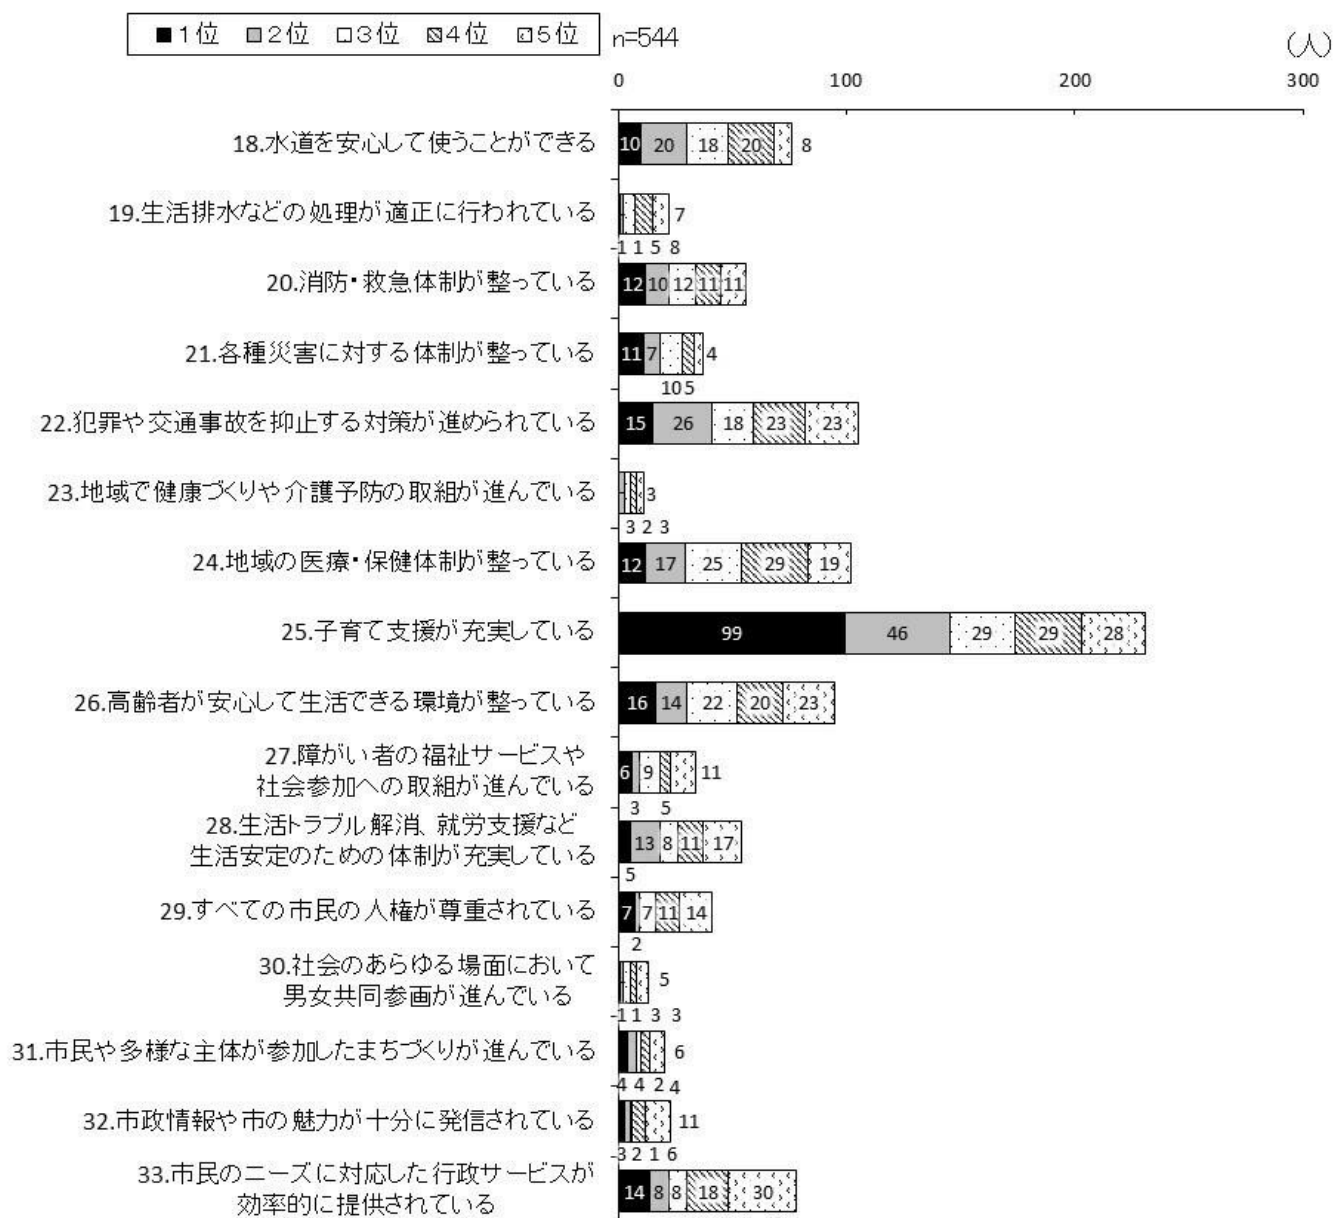 ■1位 ■2位 □3位 ▨4位 ▨5位 n=544 (人)
0 100 200 300
18.水道を安心して使うことができる 10 20 18 20 8
19.生活排水などの処理が適正に行われている 7
1 1 5 8
20.消防・救急体制が整っている 12 10 12 11 11
21.各種災害に対する体制が整っている 11 7 4
10 5
22.犯罪や交通事故を抑止する対策が進められている 15 26 18 23 23
23.地域で健康づくりや介護予防の取組が進んでいる 3
3 2 3
24.地域の医療・保健体制が整っている 12 17 25 29 19
25.子育て支援が充実している 99 46 29 29 28
26.高齢者が安心して生活できる環境が整っている 16 14 22 20 23
27.障がい者の福祉サービスや
社会参加への取組が進んでいる 6 9 11
3 5
28.生活トラブル解消、就労支援など
生活安定のための体制が充実している 13 8 11 17
5
29.すべての市民の人権が尊重されている 7 7 11 14
2
30.社会のあらゆる場面において
男女共同参画が進んでいる 5
1 1 3 3
31.市民や多様な主体が参加したまちづくりが進んでいる 6
4 4 2 4
32.市政情報や市の魅力が十分に発信されている 11
3 2 1 6
33.市民のニーズに対応した行政サービスが
効率的に提供されている 14 8 8 18 30